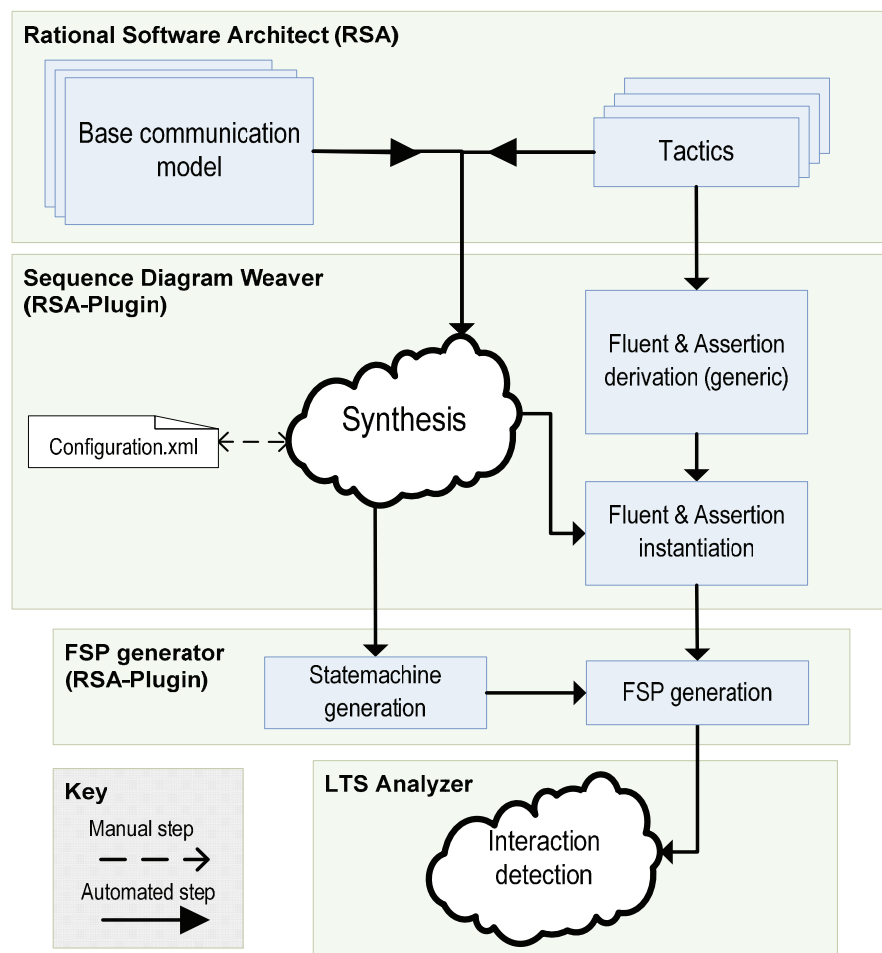 Rational Software Architect (RSA)
Base communication
model
Tactics
Sequence Diagram Weaver
(RSA-Plugin)
Fluent & Assertion
derivation (generic)
Synthesis
Configuration.xml
Fluent & Assertion
instantiation
FSP generator
(RSA-Plugin)
Statemachine
generation
FSP generation
LTS Analyzer
Key
Manual step
Automated step
Interaction
detection